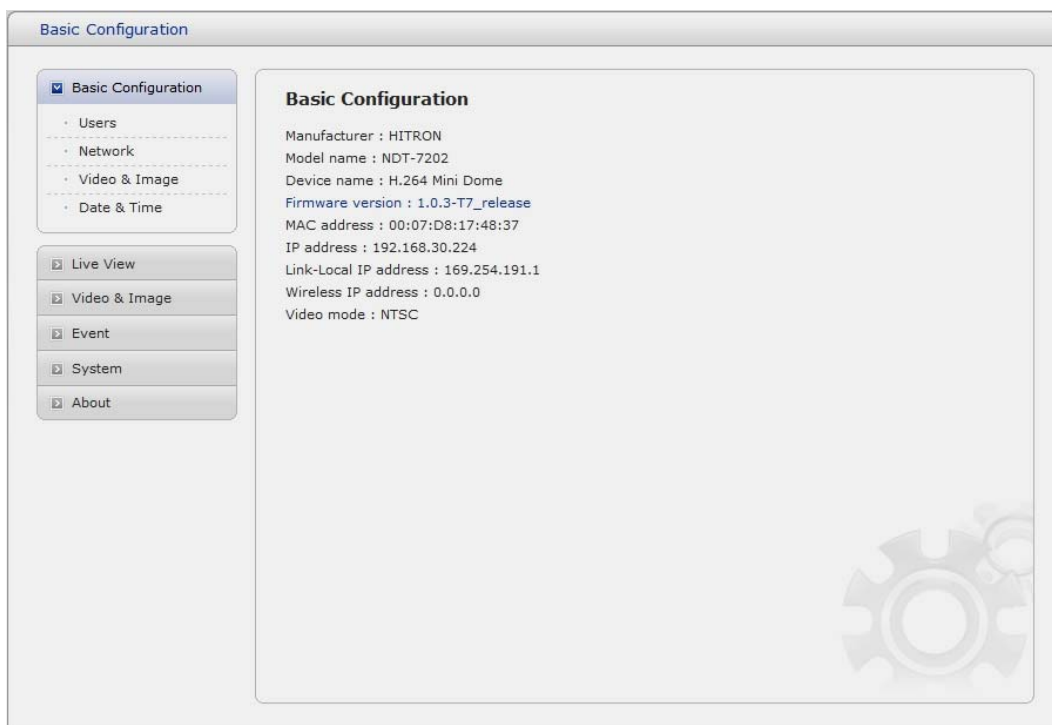 Basic Configuration
Basic Configuration
Users
Network
Video & Image
Date & Time
Live View
Video & Image
Event
System
About
Basic Configuration
Manufacturer : HITRON
Model name : NDT-7202
Device name : H.264 Mini Dome
Firmware version : 1.0.3-T7_release
MAC address : 00:07:D8:17:48:37
IP address : 192.168.30.224
Link-Local IP address : 169.254.191.1
Wireless IP address : 0.0.0.0
Video mode : NTSC